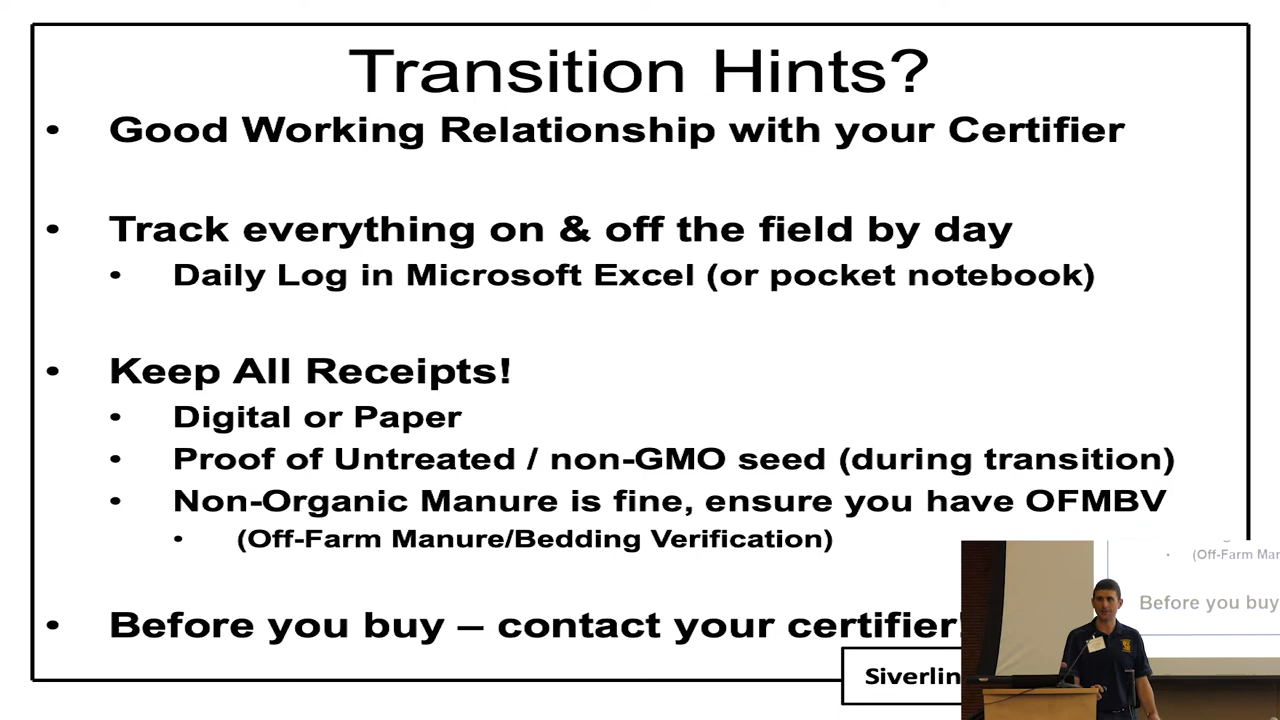 Transition Hints?
• Good Working Relationship with your Certifier
• Track everything on & off the field by day
• Daily Log in Microsoft Excel (or pocket notebook)
• Keep All Receipts!
• Digital or Paper
• Proof of Untreated / non-GMO seed (during transition)
• Non-Organic Manure is fine, ensure you have OFMBV
• (Off-Farm Manure/Bedding Verification)
• Before you buy – contact your certifier!
Siverlin
• (Off-Farm Mar
Before you buy